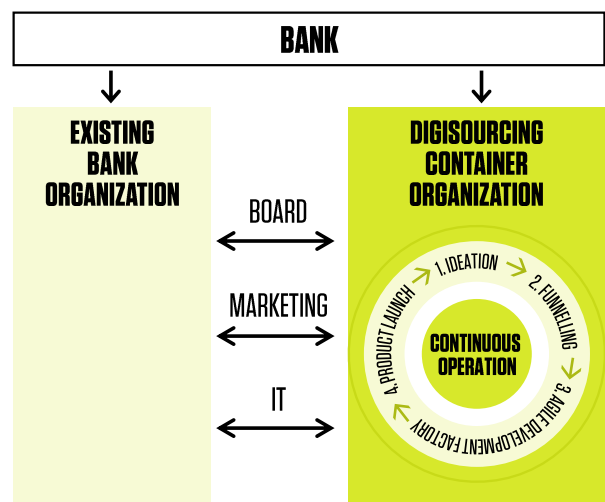 BANK
EXISTING
BANK
ORGANIZATION
DIGISOURCING
CONTAINER
ORGANIZATION
BOARD
MARKETING
IT
1. IDEATION
2. FUNNELLING
3. AGILE DEVELOPMENT FACTORY
4. PRODUCT LAUNCH
CONTINUOUS
OPERATION